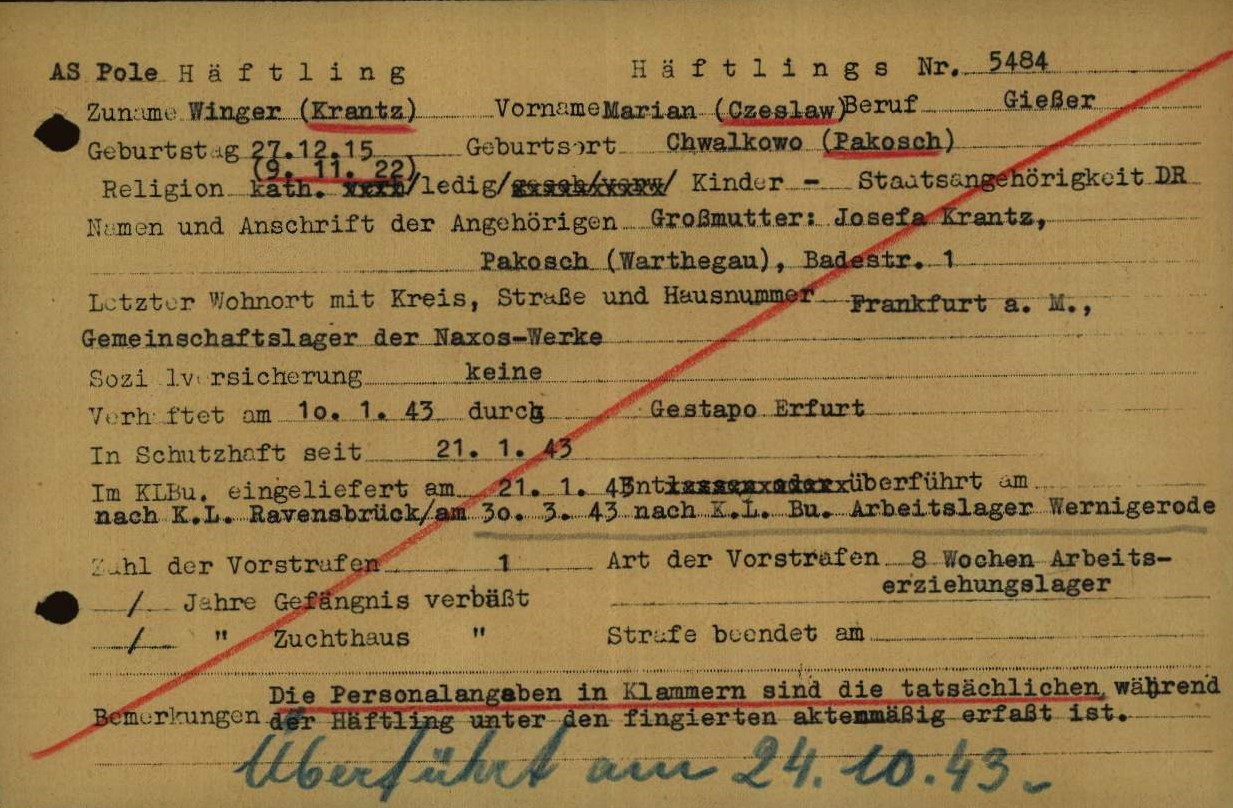 AS Pole Häftling Häftlings Nr. 5484
Zuname Winger (Krantz) Vorname Marian (Czeslaw) Beruf Gießer
Geburtstag 27.12.15 Geburtsort Chwalkowo (Pakosch)
(9. 11. 22)
Religion kath. /ledig/ / Kinder - Staatsangehörigkeit DR
Namen und Anschrift der Angehörigen Großmutter: Josefa Krantz,
Pakosch (Warthegau), Badestr. 1
Letzter Wohnort mit Kreis, Straße und Hausnummer Frankfurt a. M.,
Gemeinschaftslager der Naxos-Werke
Sozialversicherung keine
Verhaftet am 1o. 1. 43 durch Gestapo Erfurt
In Schutzhaft seit 21. 1. 43
Im KLBu. eingeliefert am 21. 1. 43 überführt am
nach K.L. Ravensbrück/am 3o. 3. 43 nach K.L. Bu. Arbeitslager Wernigerode
Zahl der Vorstrafen 1 Art der Vorstrafen 8 Wochen Arbeits-
erziehungslager
/ Jahre Gefängnis verbüßt
/ " Zuchthaus " Strafe beendet am
Die Personalangaben in Klammern sind die tatsächlichen, während
Bemerkungen der Häftling unter den fingierten aktenmäßig erfaßt ist.
Überführt am 24. 10. 43.-